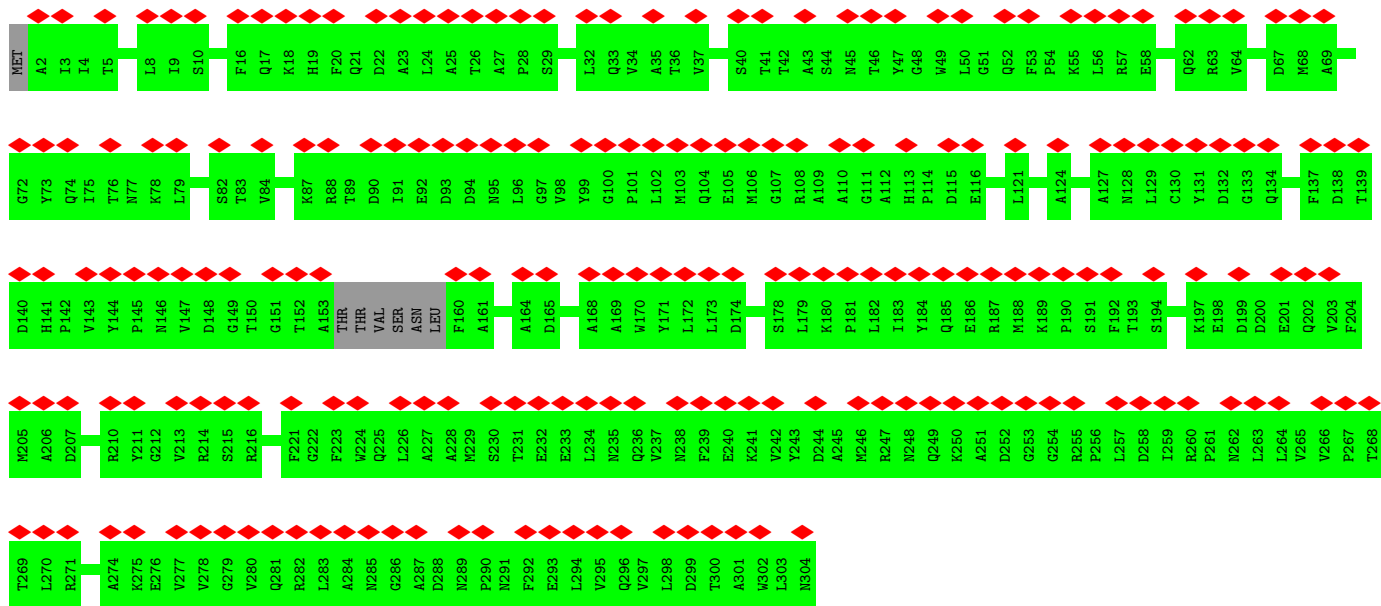 MET A2 I3 I4 T5 L8 I9 S10 F16 Q17 K18 H19 F20 Q21 D22 A23 L24 A25 T26 A27 P28 S29 L32 Q33 V34 A35 T36 V37 S40 T41 T42 A43 S44 N45 T46 Y47 G48 W49 L50 G51 Q52 F53 P54 K55 L56 R57 E58 Q62 R63 V64 D67 M68 A69
G72 Y73 Q74 I75 T76 N77 K78 L79 S82 T83 V84 K87 R88 T89 D90 I91 E92 D93 D94 N95 L96 G97 V98 Y99 G100 P101 L102 M103 Q104 E105 M106 G107 R108 A109 A110 G111 A112 H113 P114 D115 E116 L121 A124 A127 N128 L129 C130 Y131 D132 G133 Q134 F137 D138 T139
D140 H141 P142 V143 Y144 P145 N146 V147 D148 G149 T150 G151 T152 A153 THR THR VAL SER ASN LEU F160 A161 A164 D165 A168 A169 W170 Y171 L172 L173 D174 S178 L179 K180 P181 L182 I183 Y184 Q185 E186 R187 M188 K189 P190 S191 F192 T193 S194 K197 E198 D199 D200 E201 Q202 V203 F204
M205 A206 D207 R210 Y211 G212 V213 R214 S215 R216 F221 G222 F223 W224 Q225 L226 A227 A228 M229 S230 T231 E232 E233 L234 N235 Q236 V237 N238 F239 E240 K241 V242 Y243 D244 A245 M246 R247 N248 Q249 K250 A251 D252 G253 G254 R255 P256 L257 D258 I259 R260 P261 N262 L263 L264 V265 V266 P267 T268
T269 L270 R271 A274 K275 E276 V277 V278 G279 V280 Q281 R282 L283 A284 N285 G286 A287 D288 N289 P290 N291 F292 E293 L294 V295 Q296 V297 L298 D299 T300 A301 W302 L303 N304